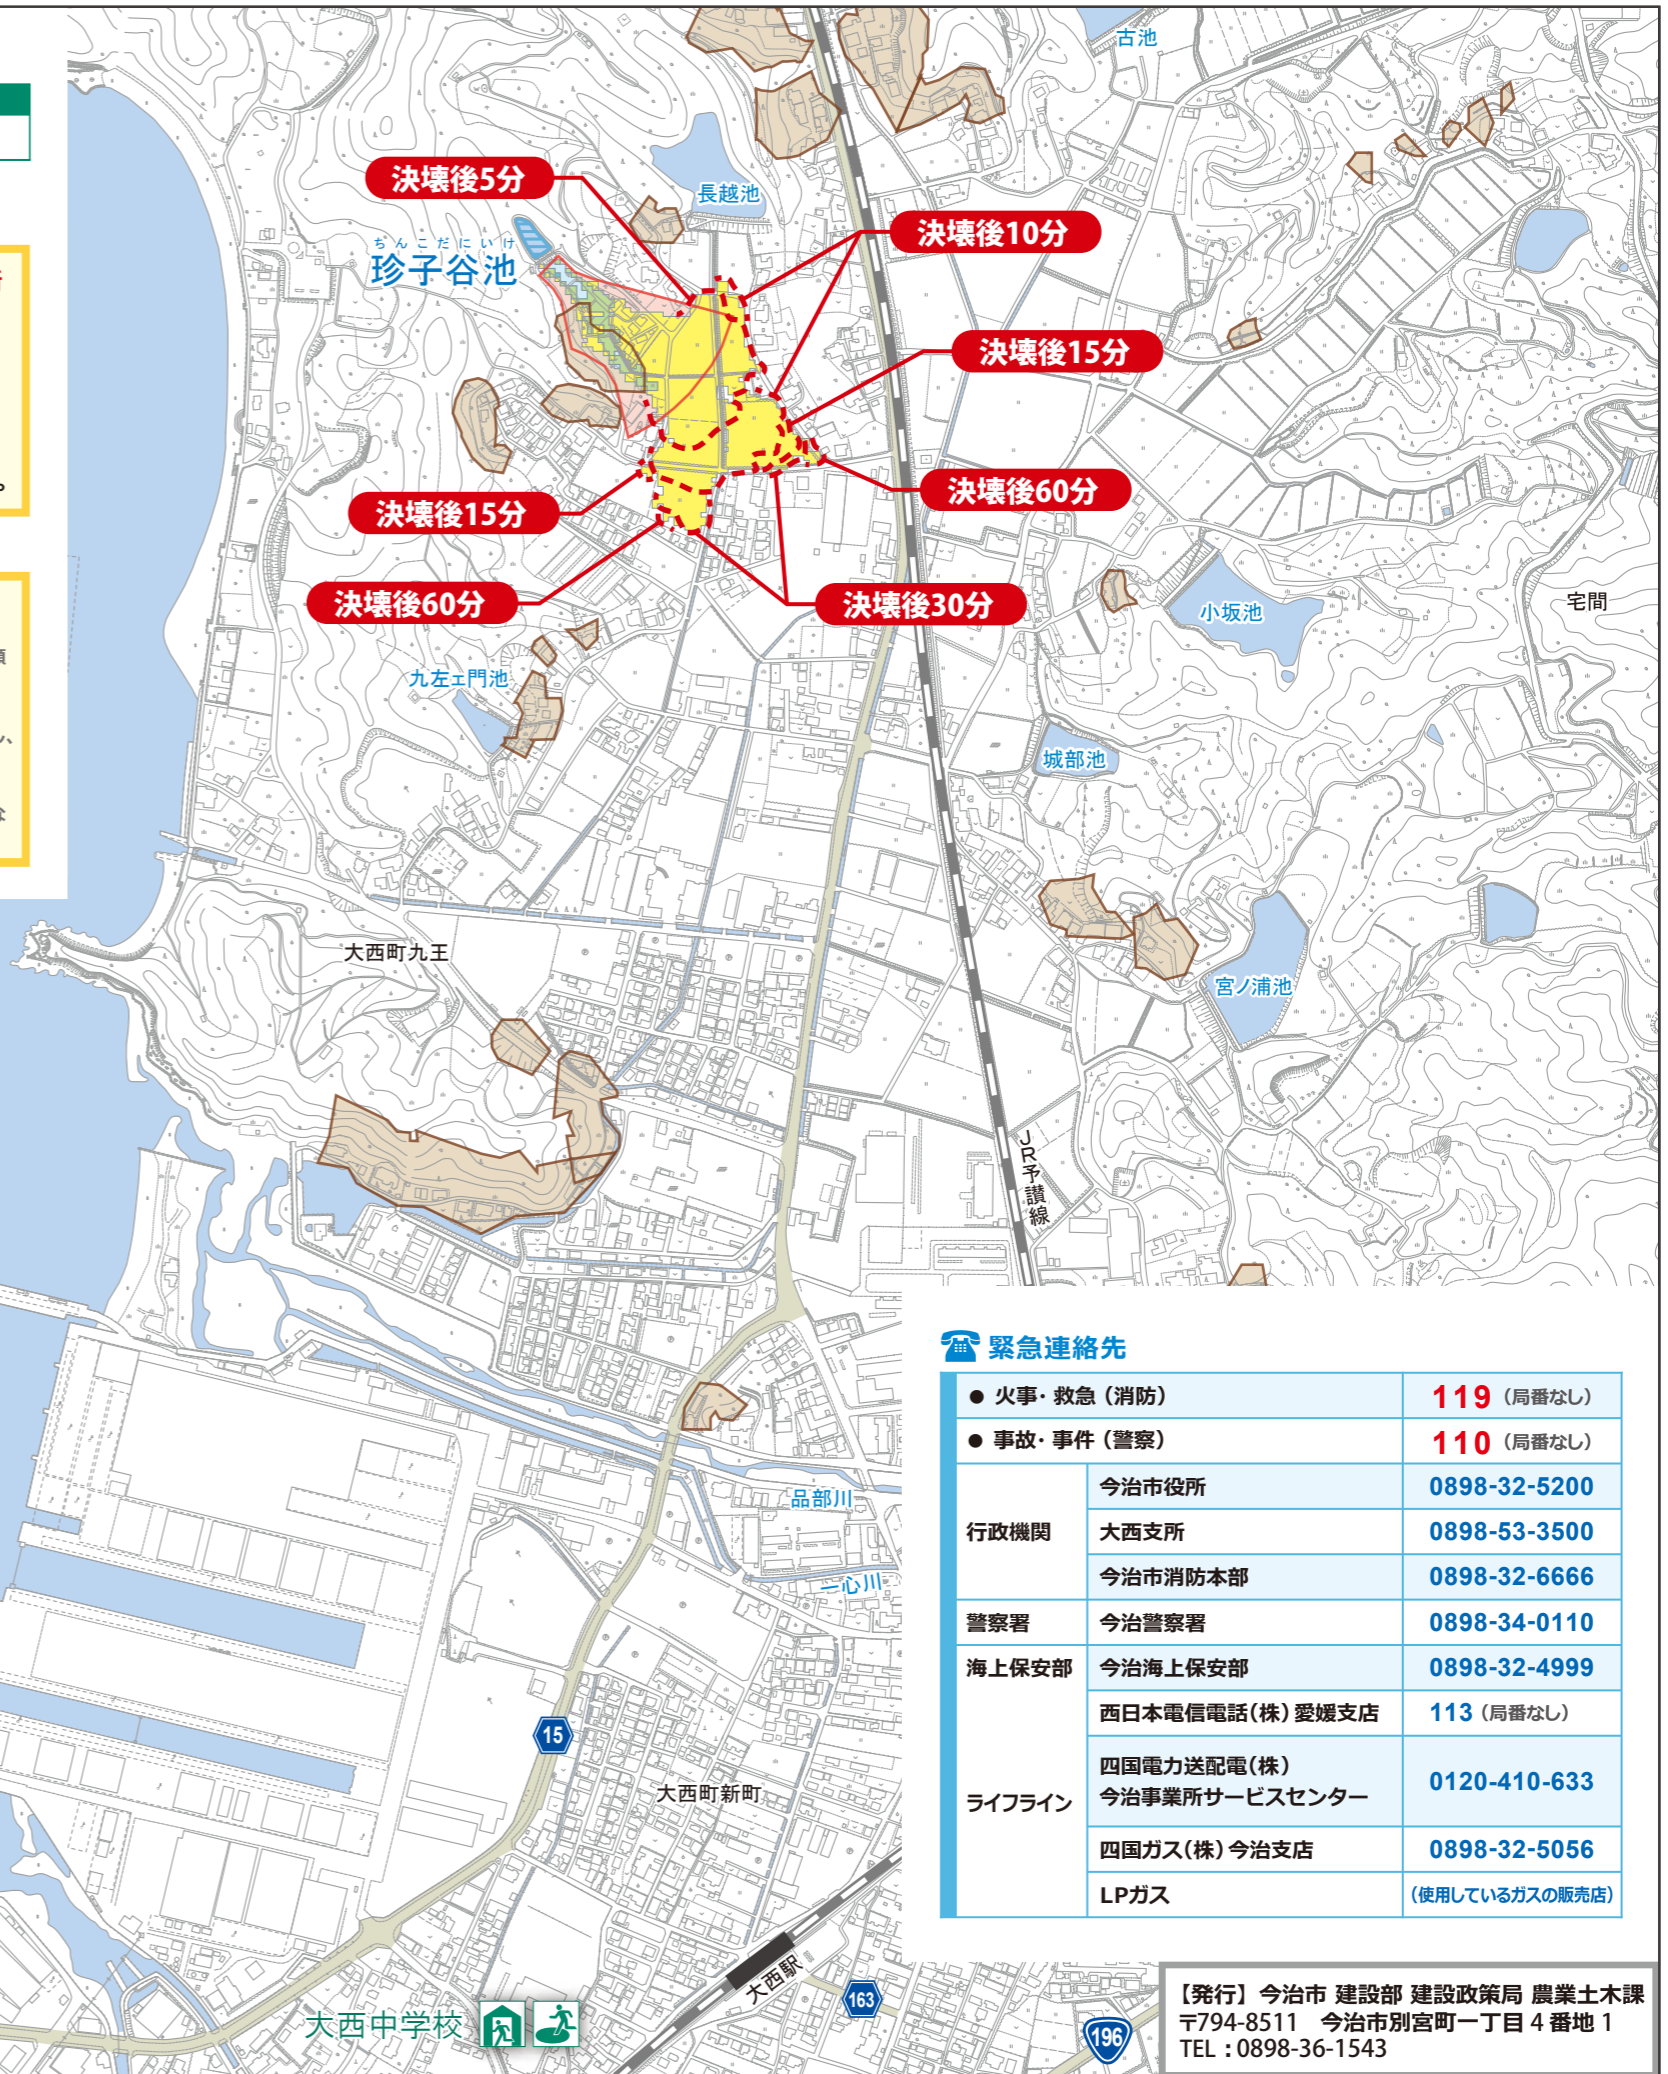 古池
決壊後5分
長越池
決壊後10分
ちんこだにいけ
珍子谷池
決壊後15分
決壊後60分
決壊後15分
決壊後60分
決壊後30分
小坂池
宅間
九左ェ門池
城部池
大西町九王
宮ノ浦池
JR予讃線
品部川
一心川
15
大西町新町
大西駅
163
196
大西中学校
緊急連絡先
● 火事・救急（消防） 119（局番なし）
● 事故・事件（警察） 110（局番なし）
行政機関
今治市役所 0898-32-5200
大西支所 0898-53-3500
今治市消防本部 0898-32-6666
警察署 今治警察署 0898-34-0110
海上保安部 今治海上保安部 0898-32-4999
ライフライン
西日本電信電話（株）愛媛支店 113（局番なし）
四国電力送配電（株）
今治事業所サービスセンター 0120-410-633
四国ガス（株）今治支店 0898-32-5056
LPガス （使用しているガスの販売店）
【発行】今治市 建設部 建設政策局 農業土木課
〒794-8511 今治市別宮町一丁目4番地1
TEL：0898-36-1543